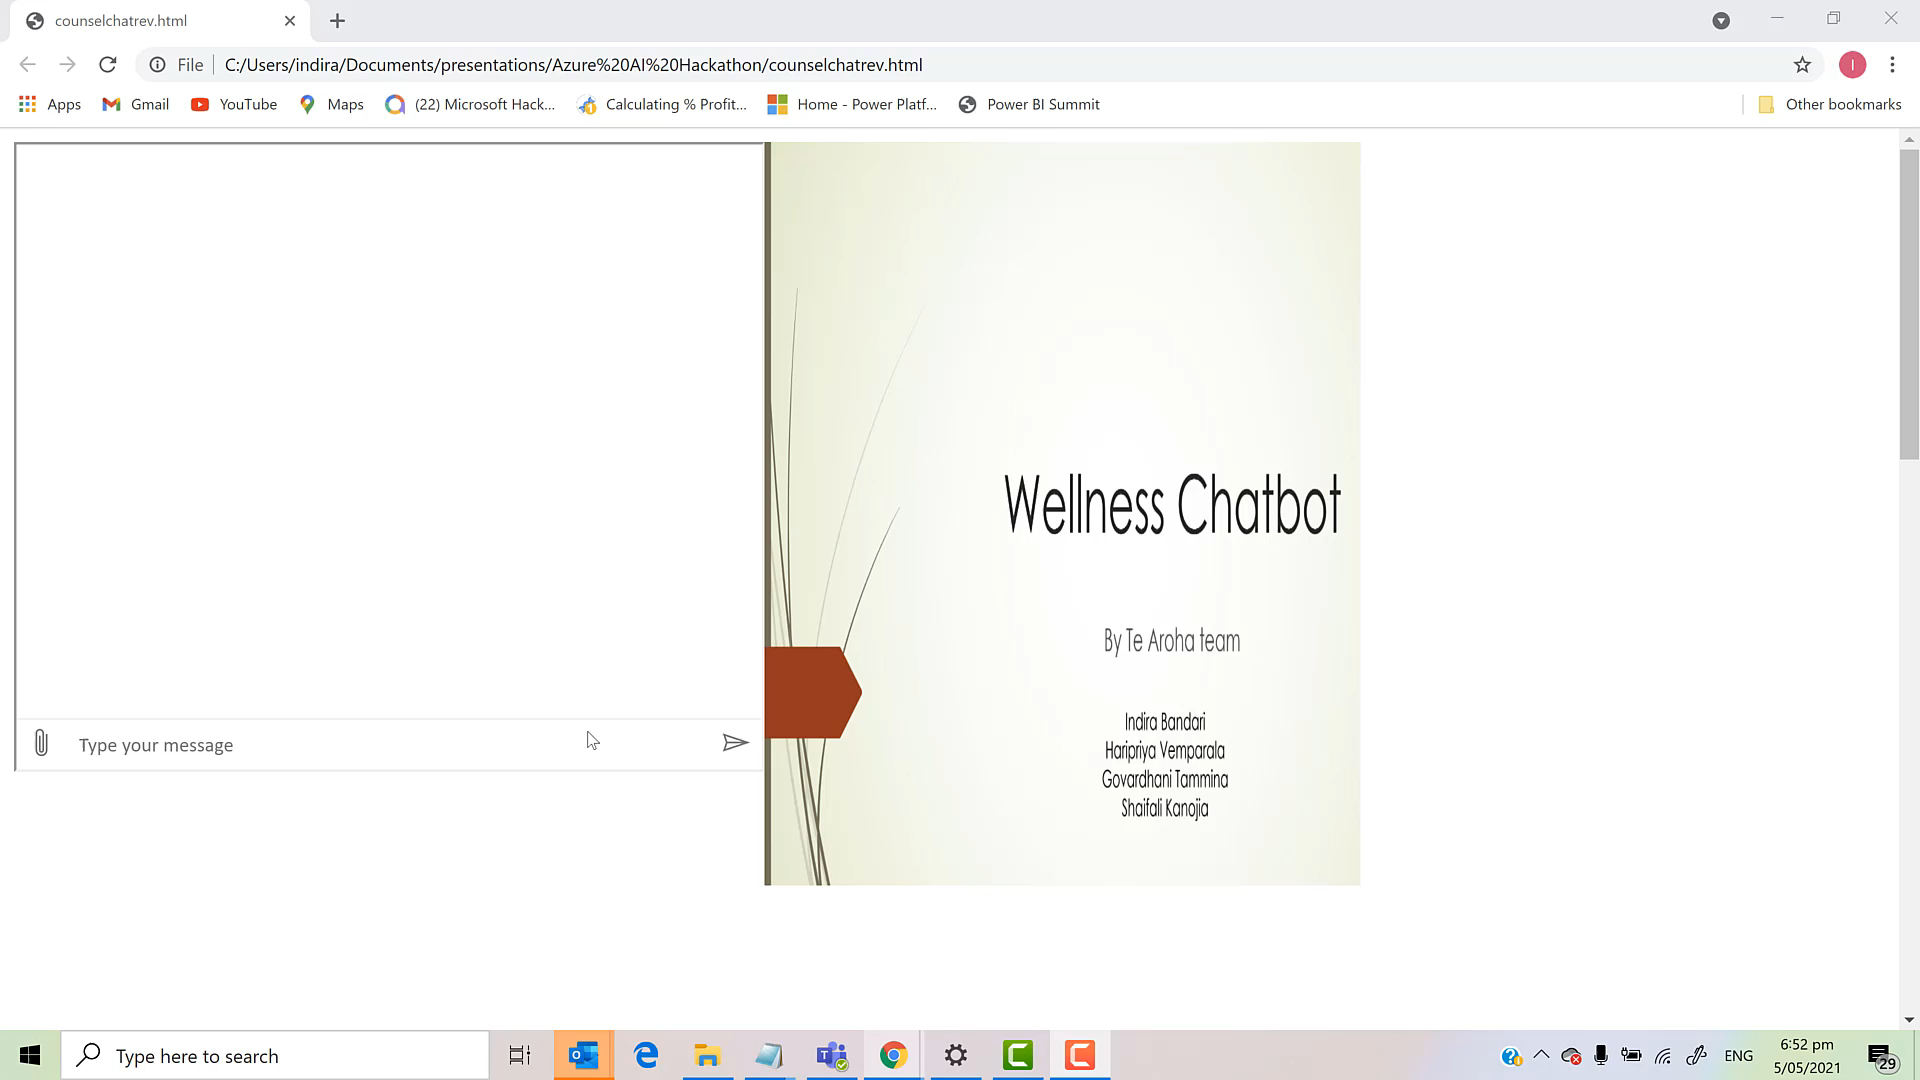 counselchatrev.html
File
C:/Users/indira/Documents/presentations/Azure%20AI%20Hackathon/counselchatrev.html
I
Apps
Gmail
YouTube
Maps
(22) Microsoft Hack...
Calculating % Profit...
Home - Power Platf...
Power BI Summit
Other bookmarks
Wellness Chatbot
By Te Aroha team
Indira Bandari
Haripriya Vemparala
Govardhani Tammina
Shaifali Kanojia
Type your message
Type here to search
ENG
6:52 pm
5/05/2021
29